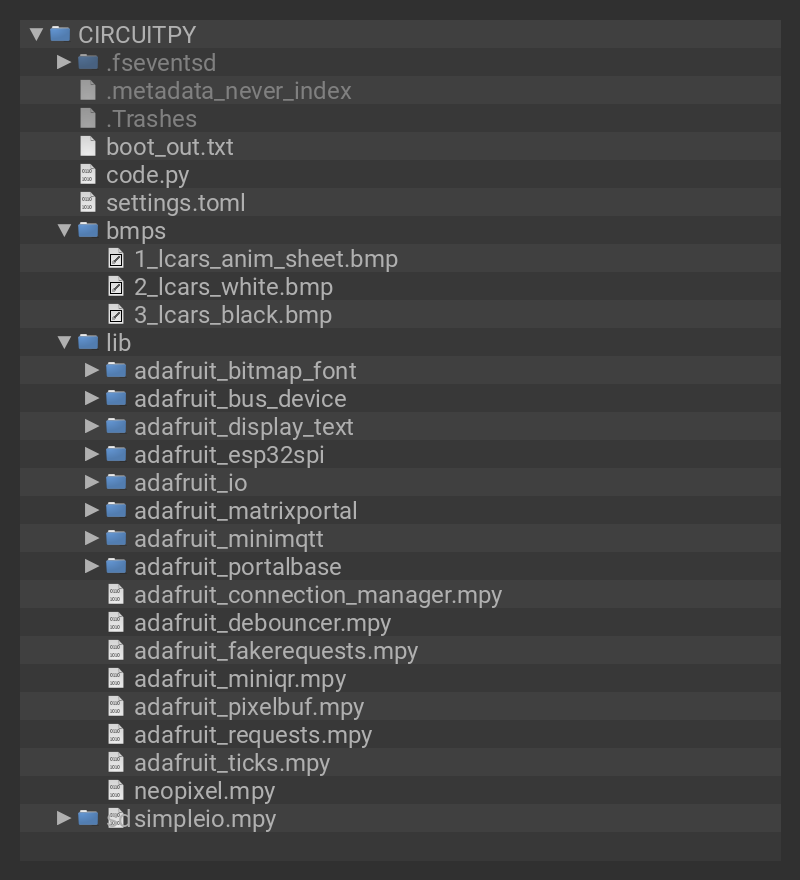 CIRCUITPY
.fseventsd
.metadata_never_index
.Trashes
boot_out.txt
code.py
settings.toml
bmps
1_lcars_anim_sheet.bmp
2_lcars_white.bmp
3_lcars_black.bmp
lib
adafruit_bitmap_font
adafruit_bus_device
adafruit_display_text
adafruit_esp32spi
adafruit_io
adafruit_matrixportal
adafruit_minimqtt
adafruit_portalbase
adafruit_connection_manager.mpy
adafruit_debouncer.mpy
adafruit_fakerequests.mpy
adafruit_miniqr.mpy
adafruit_pixelbuf.mpy
adafruit_requests.mpy
adafruit_ticks.mpy
neopixel.mpy
sd simpleio.mpy